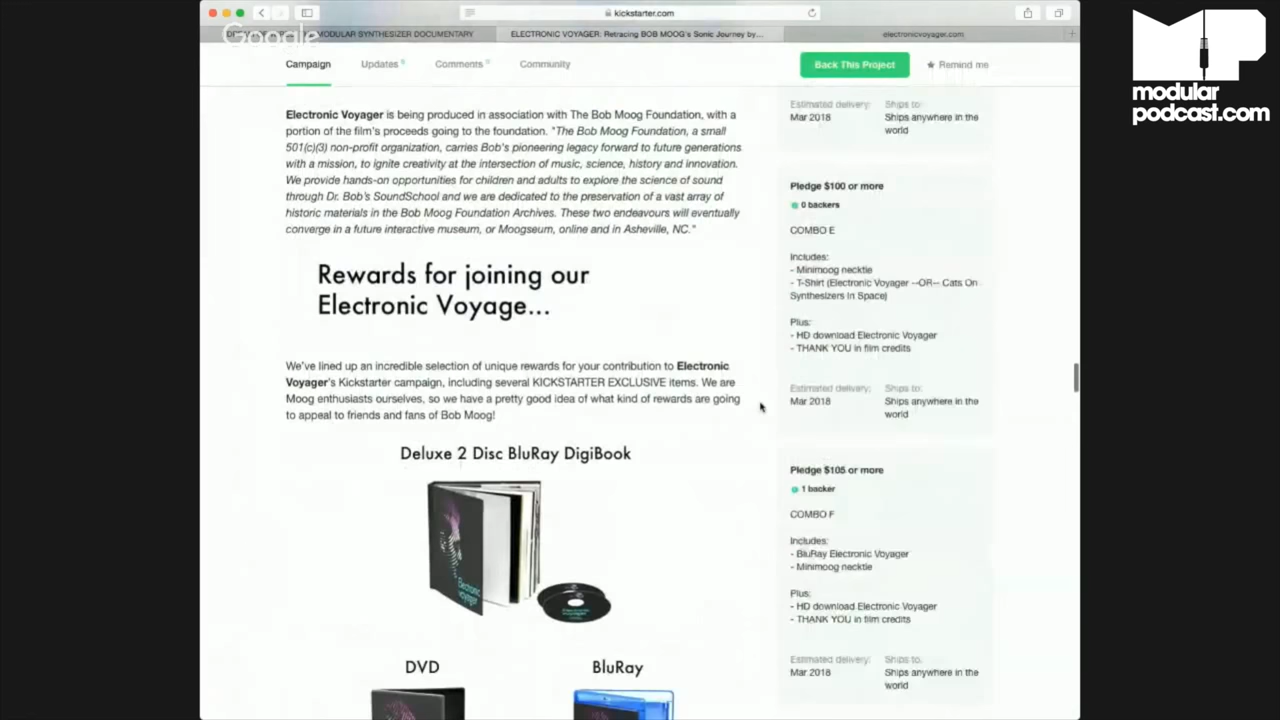 kickstarter.com
MODULAR SYNTHESIZER DOCUMENTARY
ELECTRONIC VOYAGER: Retracing BOB MOOG's Sonic Journey by...
electronicvoyager.com
Google
MP
modular
podcast.com
Campaign
Updates
Comments
Community
Back This Project
Remind me
Electronic Voyager is being produced in association with The Bob Moog Foundation, with a
portion of the film's proceeds going to the foundation. "The Bob Moog Foundation, a small
501(c)(3) non-profit organization, carries Bob's pioneering legacy forward to future generations
with a mission, to ignite creativity at the intersection of music, science, history and innovation.
We provide hands-on opportunities for children and adults to explore the science of sound
through Dr. Bob's SoundSchool and we are dedicated to the preservation of a vast array of
historic materials in the Bob Moog Foundation Archives. These two endeavours will eventually
converge in a future interactive museum, or Moogseum, online and in Asheville, NC."
Rewards for joining our
Electronic Voyage...
We've lined up an incredible selection of unique rewards for your contribution to Electronic
Voyager's Kickstarter campaign, including several KICKSTARTER EXCLUSIVE items. We are
Moog enthusiasts ourselves, so we have a pretty good idea of what kind of rewards are going
to appeal to friends and fans of Bob Moog!
Deluxe 2 Disc BluRay DigiBook
Electronic
Voyager
DVD
BluRay
Estimated delivery: Ships to:
Mar 2018 Ships anywhere in the
world
Pledge $100 or more
0 backers
COMBO E
Includes:
- Minimoog necktie
- T-Shirt (Electronic Voyager --OR-- Cats On
Synthesizers In Space)
Plus:
- HD download Electronic Voyager
- THANK YOU in film credits
Estimated delivery: Ships to:
Mar 2018 Ships anywhere in the
world
Pledge $105 or more
1 backer
COMBO F
Includes:
- BluRay Electronic Voyager
- Minimoog necktie
Plus:
- HD download Electronic Voyager
- THANK YOU in film credits
Estimated delivery: Ships to:
Mar 2018 Ships anywhere in the
world